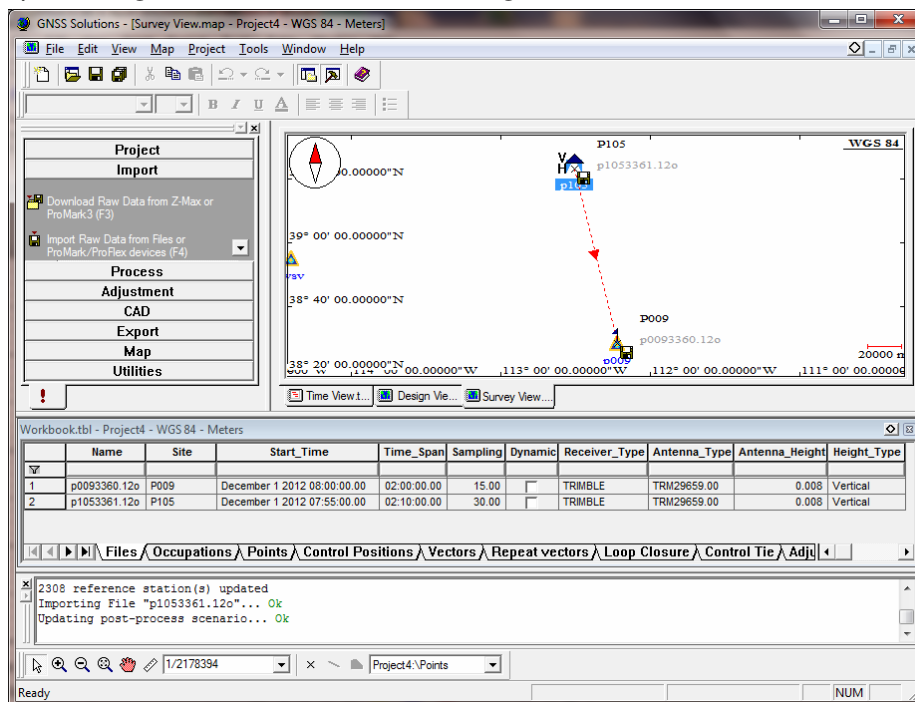 GNSS Solutions - [Survey View.map - Project4 - WGS 84 - Meters]
File Edit View Map Project Tools Window Help
B I U A
Project
Import
Download Raw Data from Z-Max or
ProMark3 (F3)
Import Raw Data from Files or
ProMark/ProFlex devices (F4)
Process
Adjustment
CAD
Export
Map
Utilities
!
P105
WGS 84
V
H
p1053361.12o
0.00000"N
39° 00' 00.00000"N
38° 40' 00.00000"N
P009
p0093360.12o
p009
20000 m
38° 20' 00.00000"N
113° 00' 00.00000"W
112° 00' 00.00000"W
111° 00' 00.0000
Time View.t... Design Vie... Survey View....
Workbook.tbl - Project4 - WGS 84 - Meters
Name Site Start_Time Time_Span Sampling Dynamic Receiver_Type Antenna_Type Antenna_Height Height_Type
1 p0093360.12o P009 December 1 2012 08:00:00.00 02:00:00.00 15.00 TRIMBLE TRM29659.00 0.008 Vertical
2 p1053361.12o P105 December 1 2012 07:55:00.00 02:10:00.00 30.00 TRIMBLE TRM29659.00 0.008 Vertical
Files Occupations Points Control Positions Vectors Repeat vectors Loop Closure Control Tie
2308 reference station(s) updated
Importing File "p1053361.12o"... Ok
Updating post-process scenario... Ok
1/2178394 Project4:\Points
Ready NUM